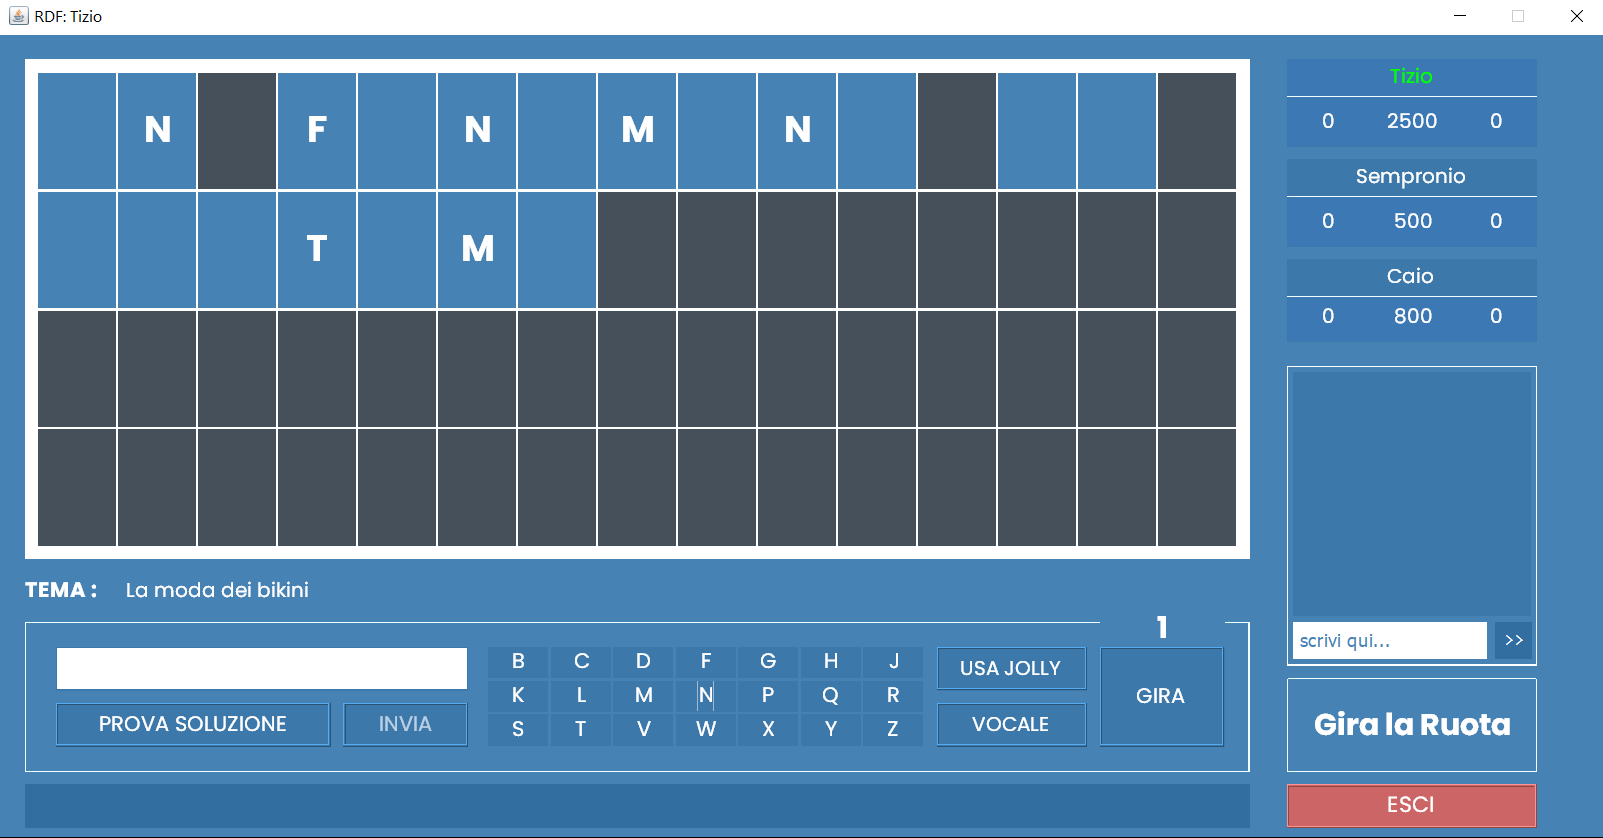 RDF: Tizio
N F N M N
T M
TEMA : La moda dei bikini
PROVA SOLUZIONE INVIA
B C D F G H J
K L M N P Q R
S T V W X Y Z
USA JOLLY
VOCALE
1
GIRA
Tizio
0 2500 0
Sempronio
0 500 0
Caio
0 800 0
scrivi qui... >>
Gira la Ruota
ESCI